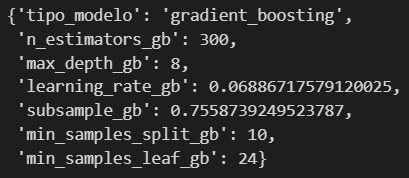 {'tipo_modelo': 'gradient_boosting',
 'n_estimators_gb': 300,
 'max_depth_gb': 8,
 'learning_rate_gb': 0.06886717579120025,
 'subsample_gb': 0.7558739249523787,
 'min_samples_split_gb': 10,
 'min_samples_leaf_gb': 24}